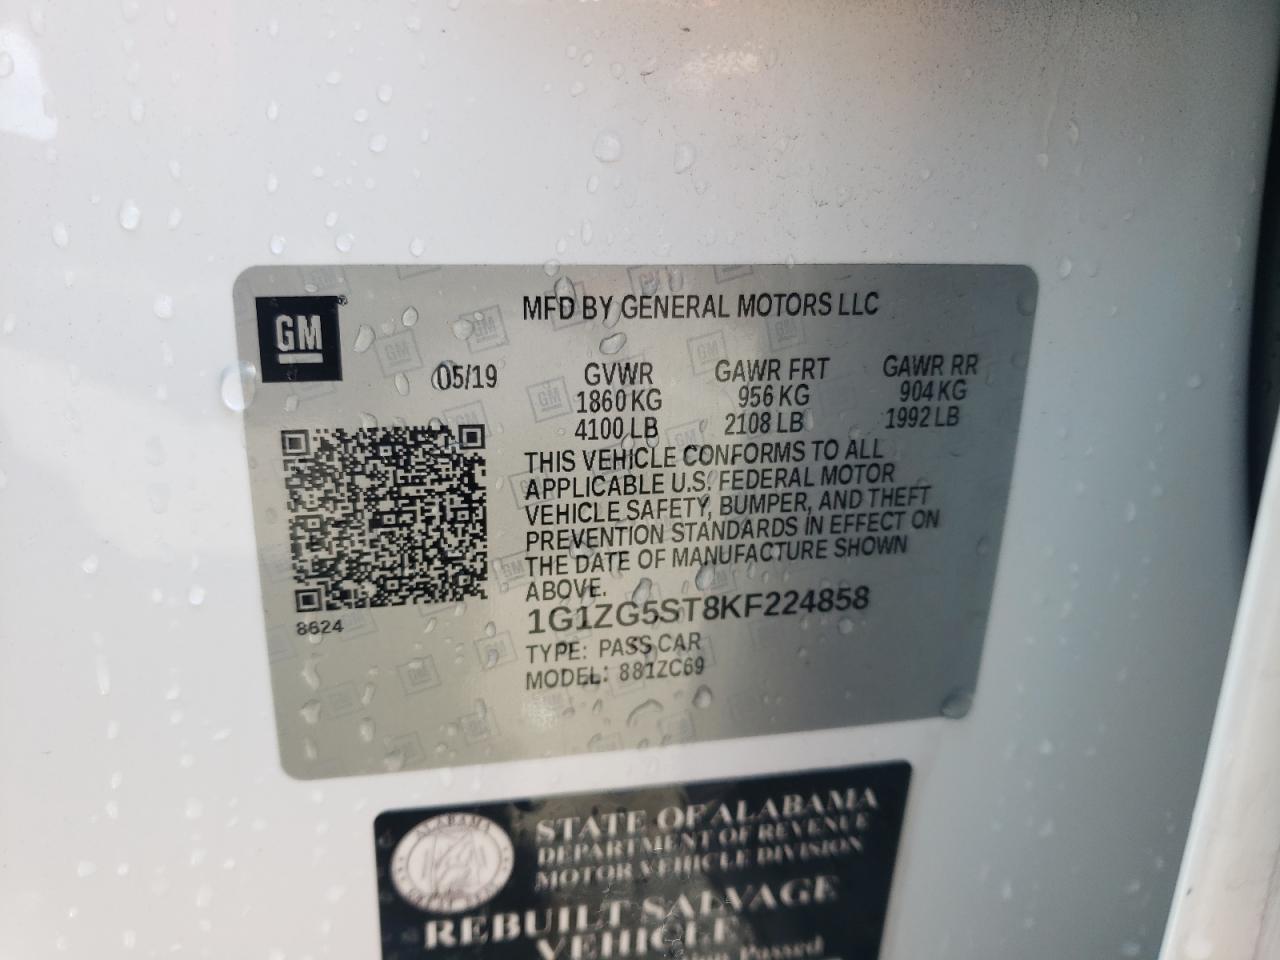 GM
MFD BY GENERAL MOTORS LLC
05/19
GVWR GAWR FRT GAWR RR
1860 KG 956 KG 904 KG
4100 LB 2108 LB 1992 LB
THIS VEHICLE CONFORMS TO ALL
APPLICABLE U.S. FEDERAL MOTOR
VEHICLE SAFETY, BUMPER, AND THEFT
PREVENTION STANDARDS IN EFFECT ON
THE DATE OF MANUFACTURE SHOWN
ABOVE.
8624
1G1ZG5ST8KF224858
TYPE: PASS CAR
MODEL: 881ZC69
ALABAMA
STATE OF ALABAMA
DEPARTMENT OF REVENUE
MOTOR VEHICLE DIVISION
REBUILT SALVAGE
VEHICLE
Passed